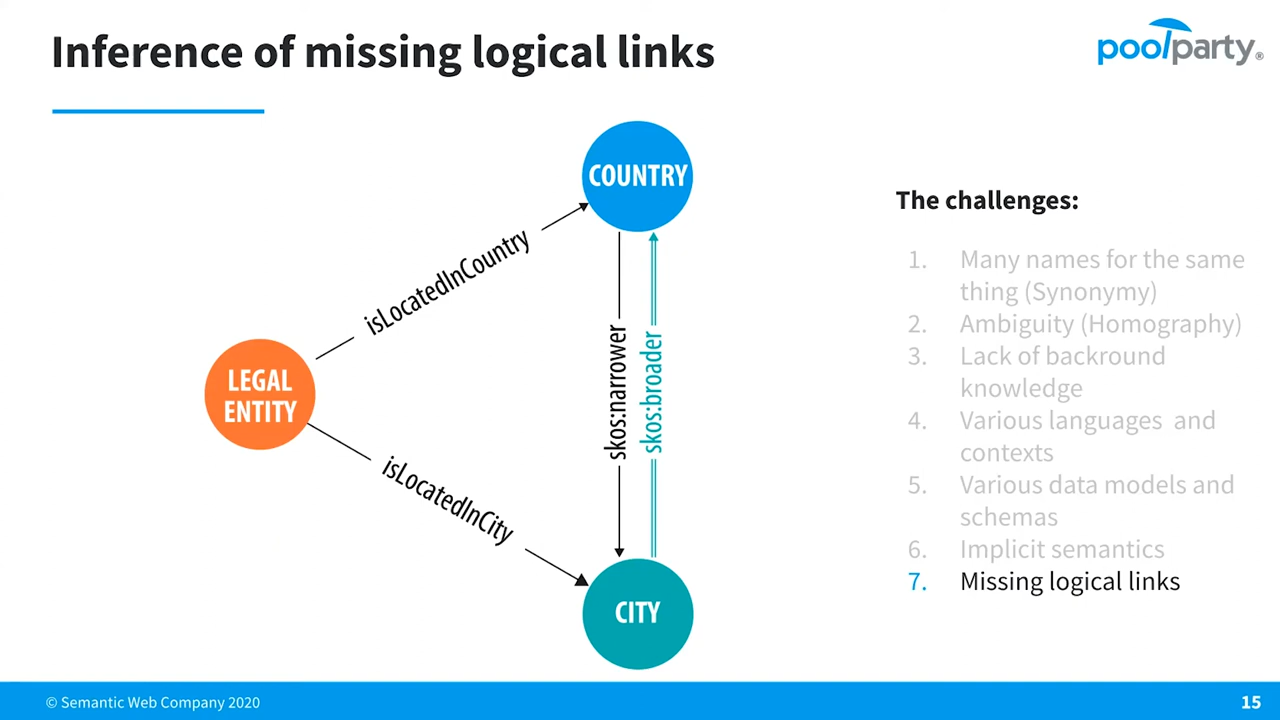 Inference of missing logical links
poolparty®
COUNTRY
isLocatedInCountry
LEGAL
ENTITY
skos:narrower
skos:broader
isLocatedInCity
CITY
The challenges:
1. Many names for the same
thing (Synonymy)
2. Ambiguity (Homography)
3. Lack of backround
knowledge
4. Various languages and
contexts
5. Various data models and
schemas
6. Implicit semantics
7. Missing logical links
© Semantic Web Company 2020
15